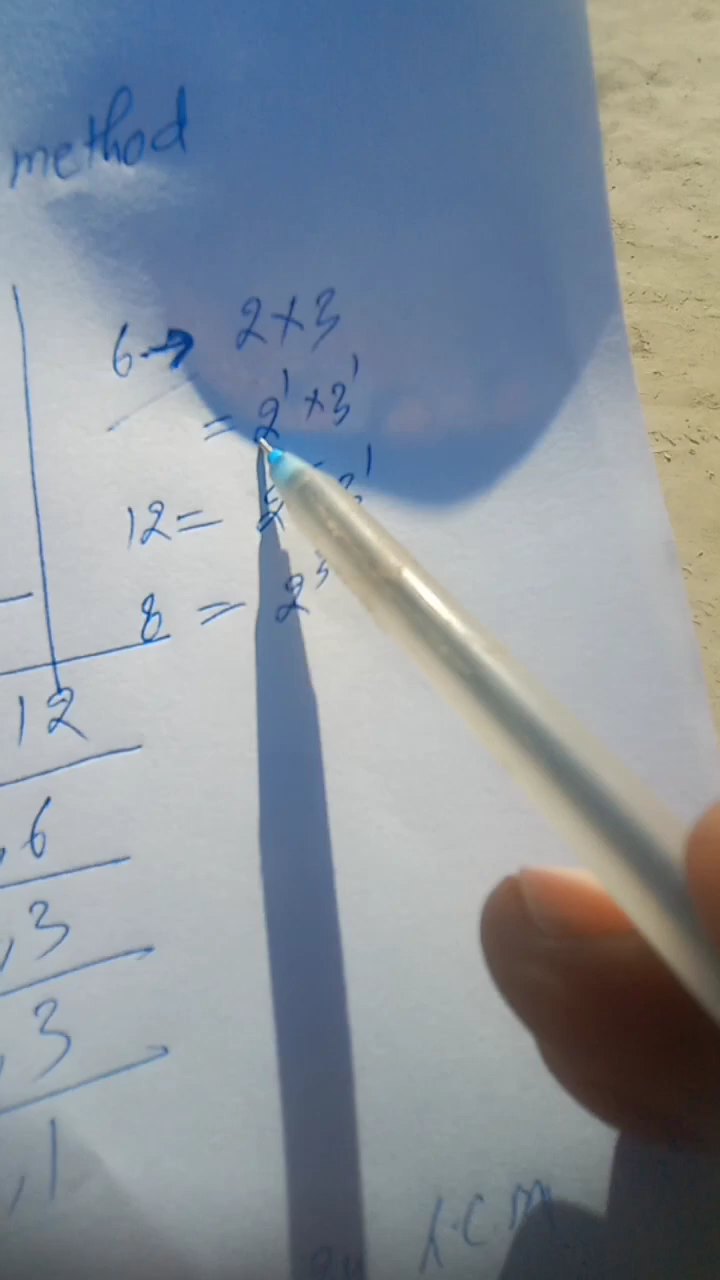 method
6 → 2×3
= 2¹ ×3¹
12 =
8 = 2³
12
,6
,3
,3
,1
L.C.M